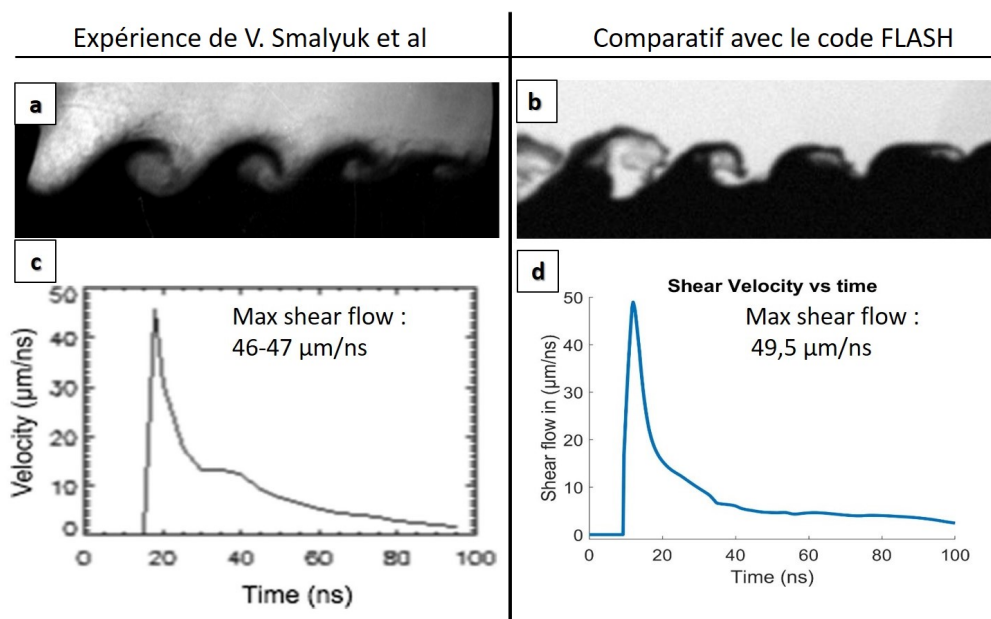 Expérience de V. Smalyuk et al
Comparatif avec le code FLASH
a
b
c
50
40
30
20
10
0
Velocity (µm/ns)
Max shear flow :
46-47 µm/ns
0 20 40 60 80 100
Time (ns)
d
Shear Velocity vs time
50
40
30
20
10
0
Shear flow in (µm/ns)
Max shear flow :
49,5 µm/ns
0 20 40 60 80 100
Time (ns)